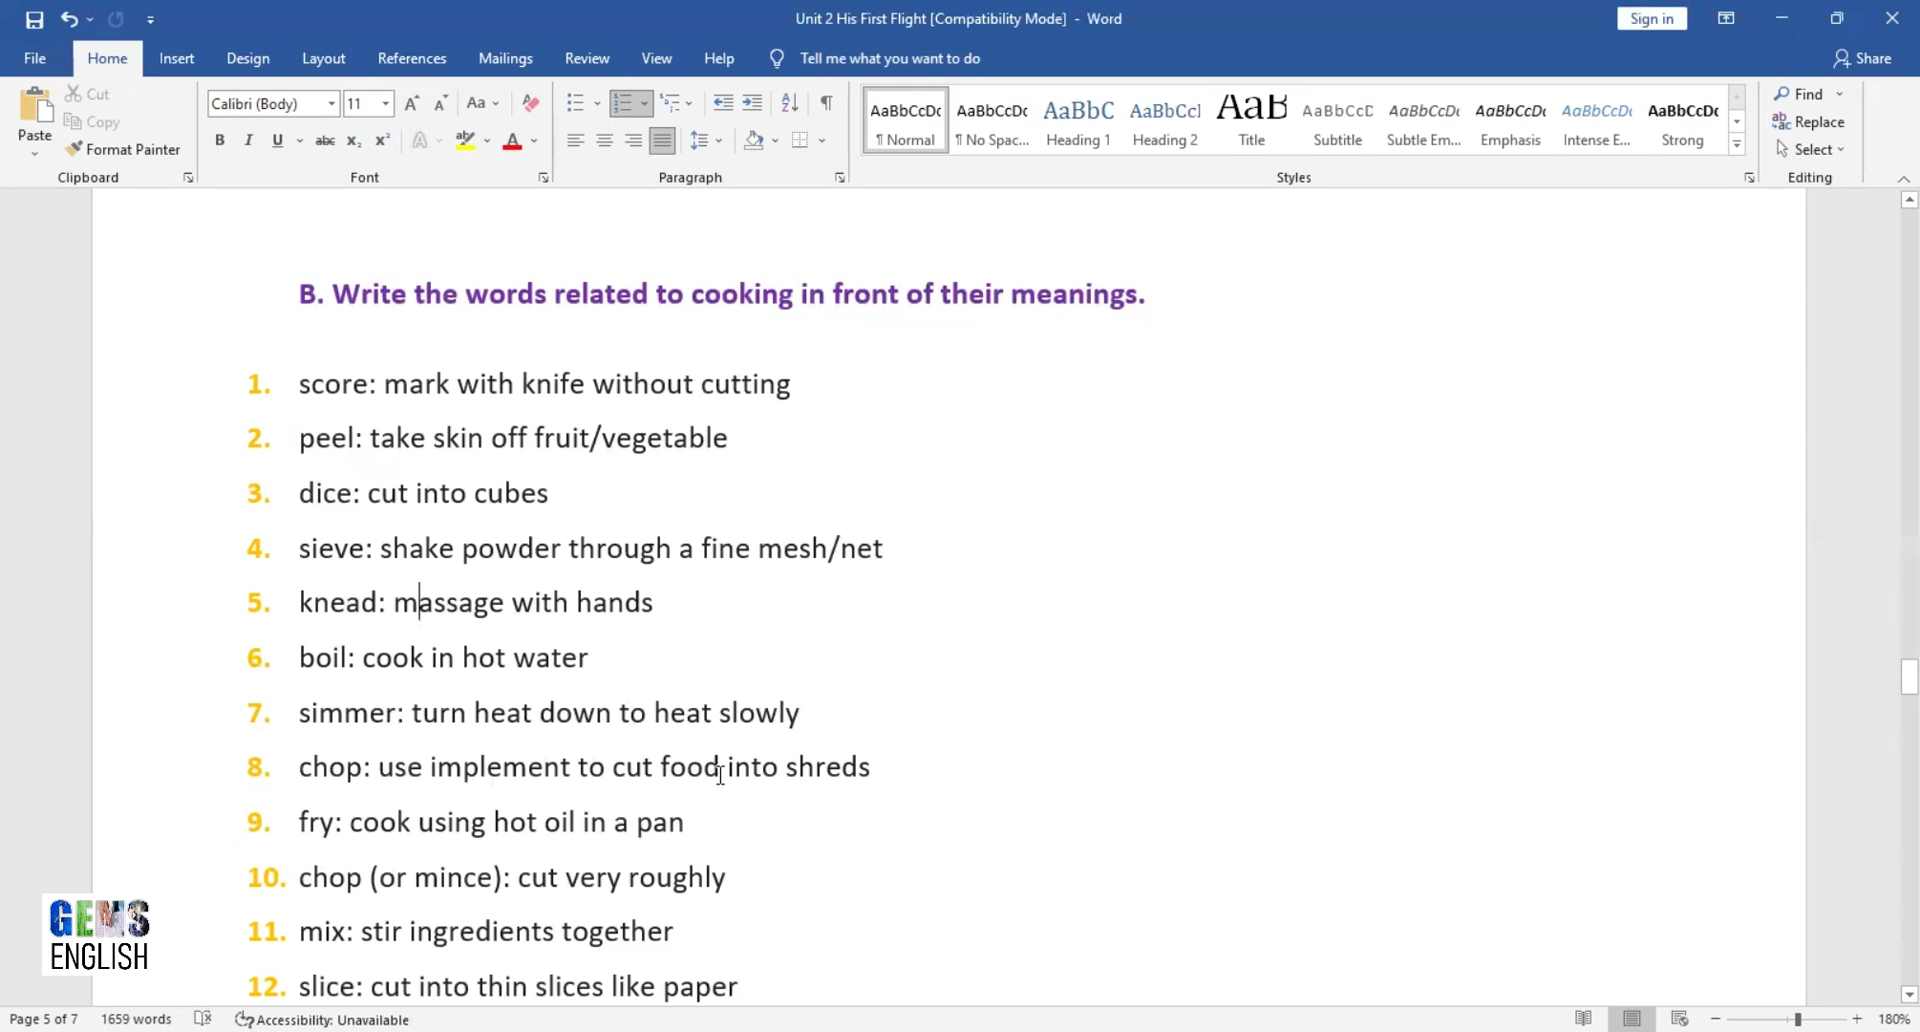 Unit 2 His First Flight [Compatibility Mode] - Word
Sign in
File Home Insert Design Layout References Mailings Review View Help Tell me what you want to do Share
Paste
Cut
Copy
Format Painter
Clipboard
Calibri (Body) 11
Aa
B I U abc x₂ x²
Font
Paragraph
AaBbCcDc AaBbCcDc AaBbC AaBbCcI AaB AaBbCcD AaBbCcDc AaBbCcDc AaBbCcDc AaBbCcDc
¶ Normal ¶ No Spac... Heading 1 Heading 2 Title Subtitle Subtle Em... Emphasis Intense E... Strong
Styles
Find
Replace
Select
Editing
B. Write the words related to cooking in front of their meanings.
1. score: mark with knife without cutting
2. peel: take skin off fruit/vegetable
3. dice: cut into cubes
4. sieve: shake powder through a fine mesh/net
5. knead: massage with hands
6. boil: cook in hot water
7. simmer: turn heat down to heat slowly
8. chop: use implement to cut food into shreds
9. fry: cook using hot oil in a pan
10. chop (or mince): cut very roughly
11. mix: stir ingredients together
12. slice: cut into thin slices like paper
GEMS
ENGLISH
Page 5 of 7 1659 words Accessibility: Unavailable 180%